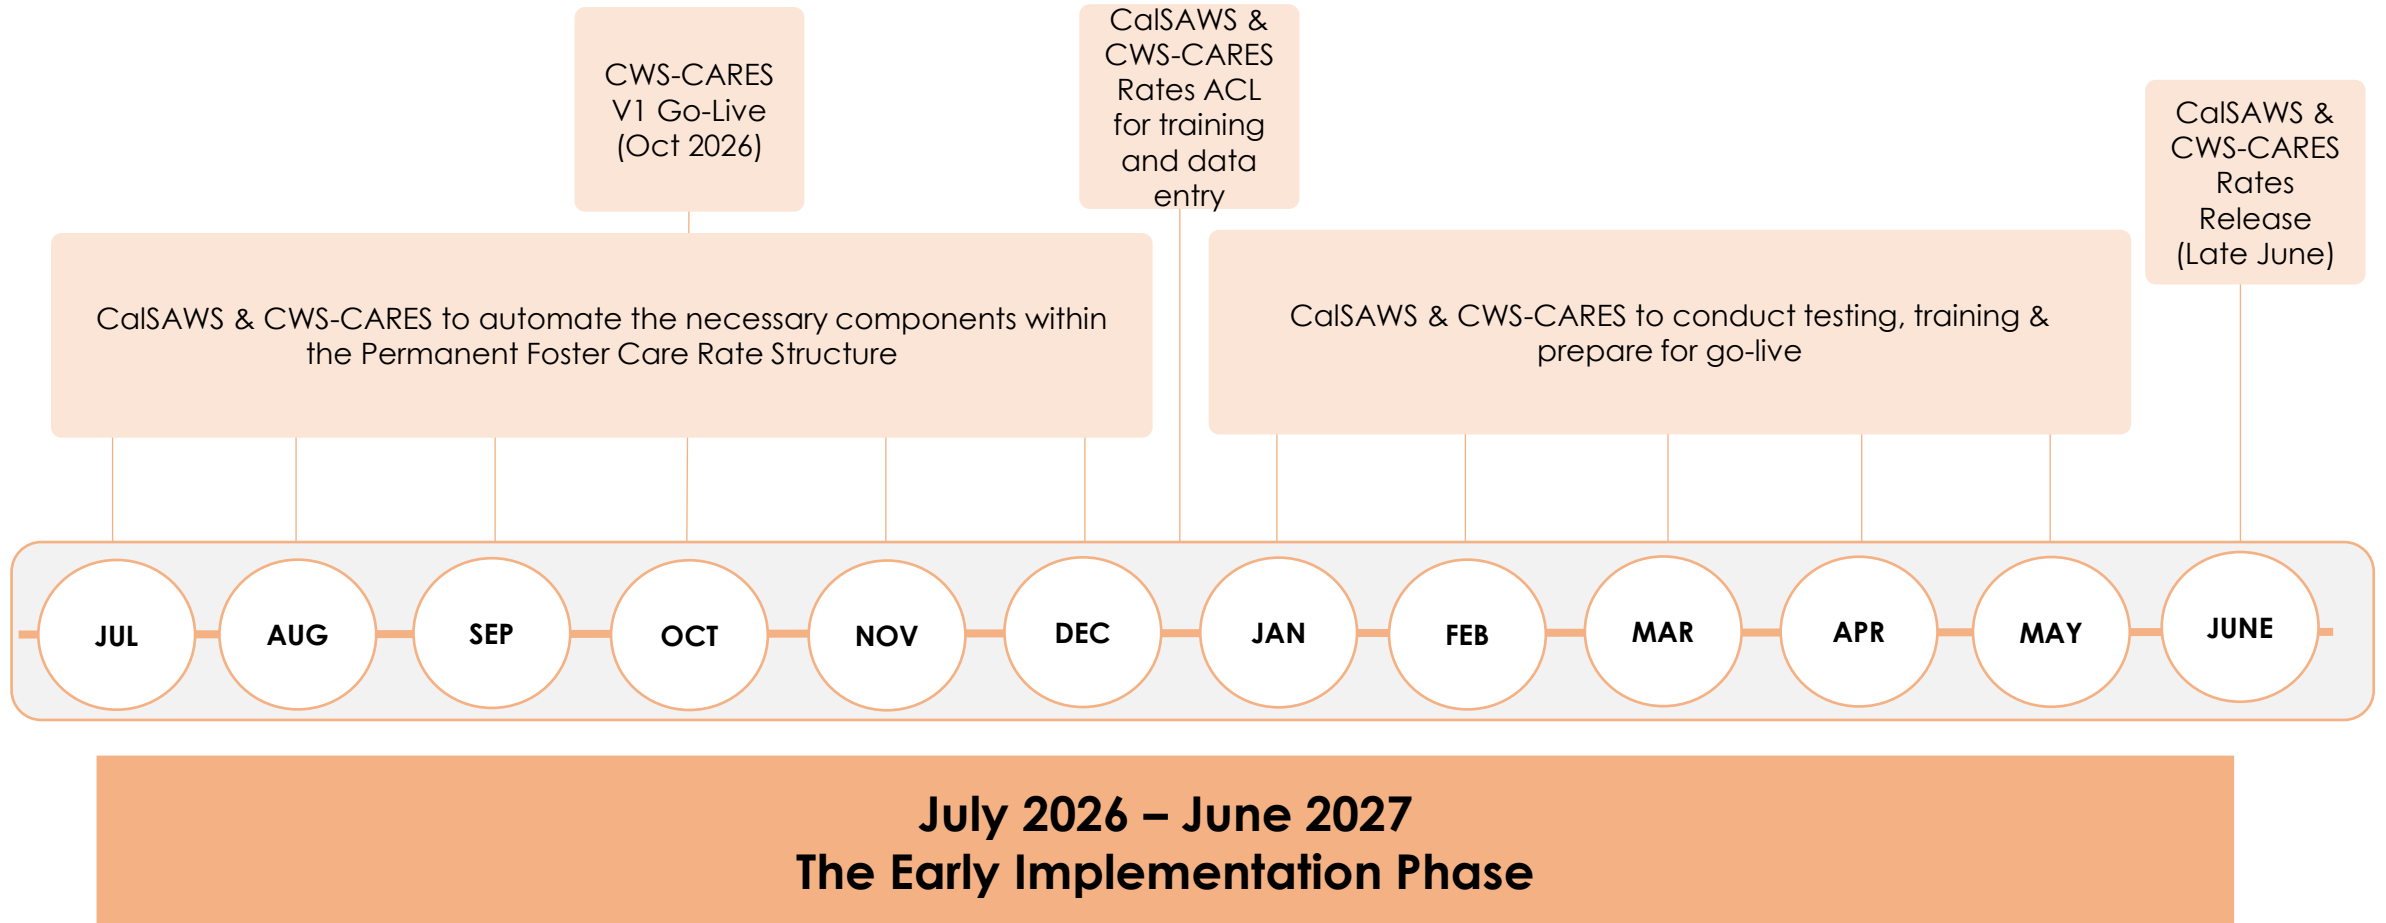 CWS-CARES
V1 Go-Live
(Oct 2026)
CalSAWS &
CWS-CARES
Rates ACL
for training
and data
entry
CalSAWS &
CWS-CARES
Rates
Release
(Late June)
CalSAWS & CWS-CARES to automate the necessary components within
the Permanent Foster Care Rate Structure
CalSAWS & CWS-CARES to conduct testing, training &
prepare for go-live
JUL
AUG
SEP
OCT
NOV
DEC
JAN
FEB
MAR
APR
MAY
JUNE
July 2026 – June 2027
The Early Implementation Phase